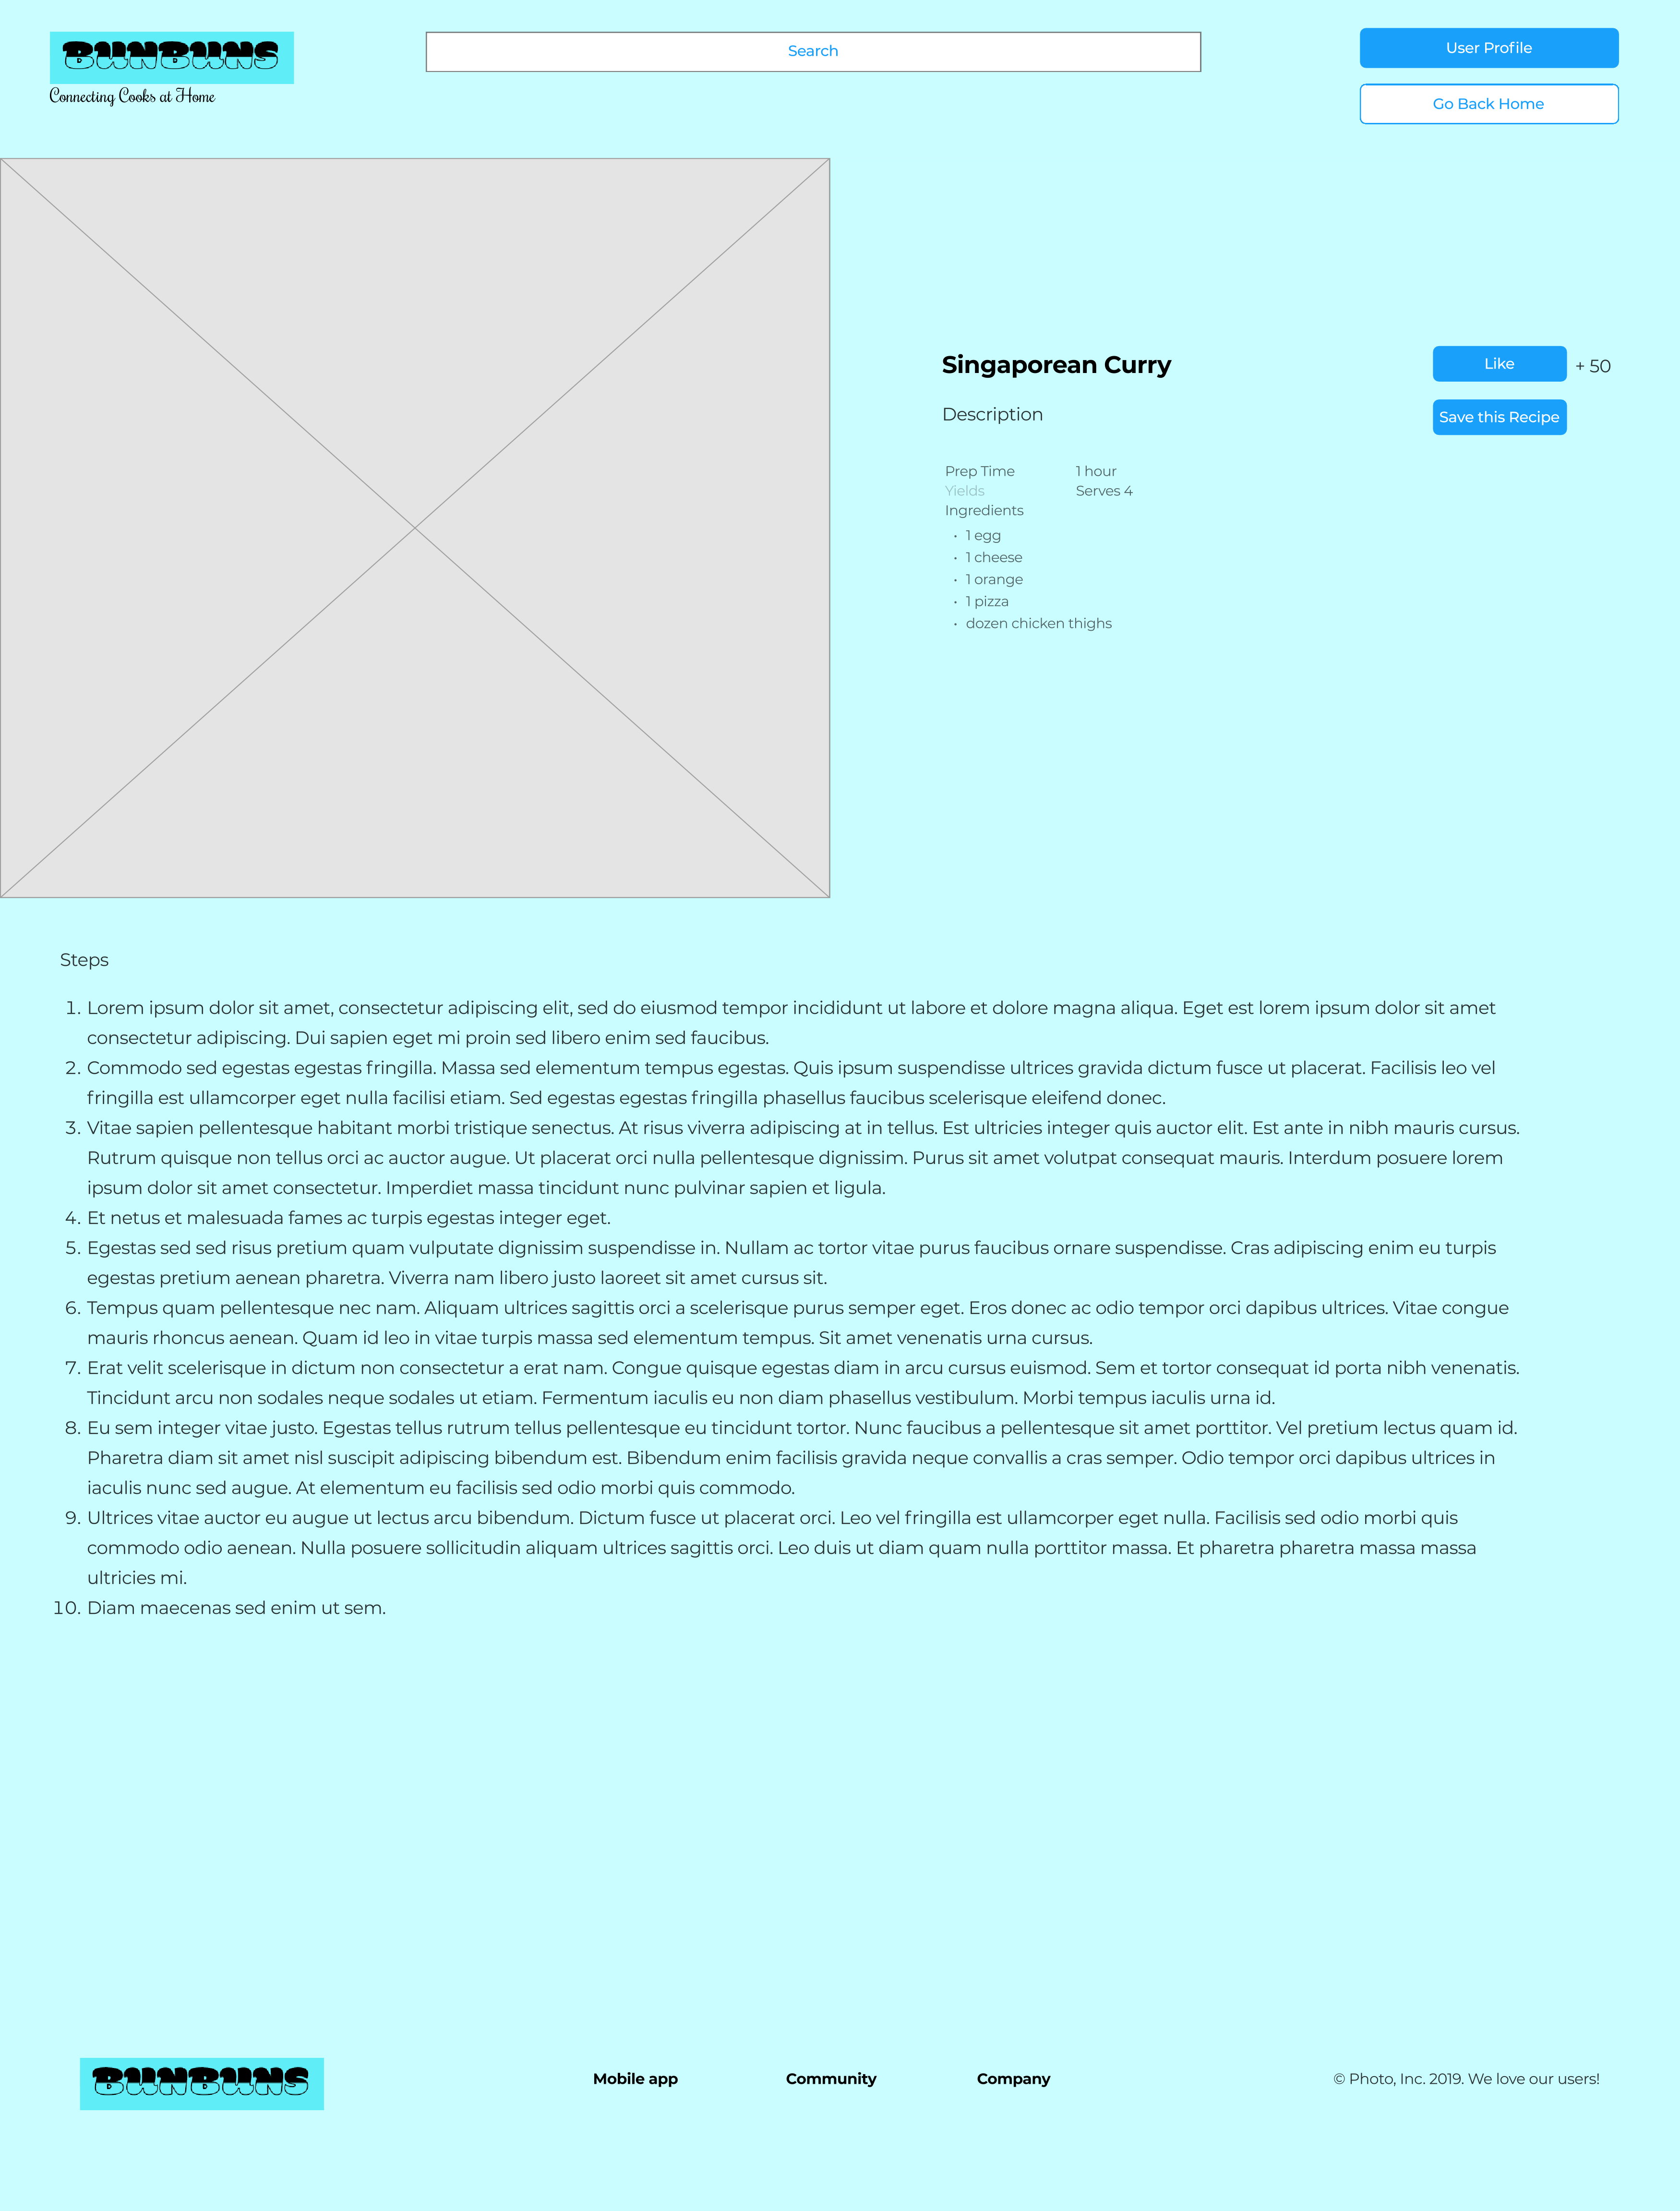 BUNBUNS
Connecting Cooks at Home
Search
User Profile
Go Back Home
Singaporean Curry
Like
+ 50
Description
Save this Recipe
Prep Time 1 hour
Yields Serves 4
Ingredients
• 1 egg
• 1 cheese
• 1 orange
• 1 pizza
• dozen chicken thighs
Steps
1. Lorem ipsum dolor sit amet, consectetur adipiscing elit, sed do eiusmod tempor incididunt ut labore et dolore magna aliqua. Eget est lorem ipsum dolor sit amet
consectetur adipiscing. Dui sapien eget mi proin sed libero enim sed faucibus.
2. Commodo sed egestas egestas fringilla. Massa sed elementum tempus egestas. Quis ipsum suspendisse ultrices gravida dictum fusce ut placerat. Facilisis leo vel
fringilla est ullamcorper eget nulla facilisi etiam. Sed egestas egestas fringilla phasellus faucibus scelerisque eleifend donec.
3. Vitae sapien pellentesque habitant morbi tristique senectus. At risus viverra adipiscing at in tellus. Est ultricies integer quis auctor elit. Est ante in nibh mauris cursus.
Rutrum quisque non tellus orci ac auctor augue. Ut placerat orci nulla pellentesque dignissim. Purus sit amet volutpat consequat mauris. Interdum posuere lorem
ipsum dolor sit amet consectetur. Imperdiet massa tincidunt nunc pulvinar sapien et ligula.
4. Et netus et malesuada fames ac turpis egestas integer eget.
5. Egestas sed sed risus pretium quam vulputate dignissim suspendisse in. Nullam ac tortor vitae purus faucibus ornare suspendisse. Cras adipiscing enim eu turpis
egestas pretium aenean pharetra. Viverra nam libero justo laoreet sit amet cursus sit.
6. Tempus quam pellentesque nec nam. Aliquam ultrices sagittis orci a scelerisque purus semper eget. Eros donec ac odio tempor orci dapibus ultrices. Vitae congue
mauris rhoncus aenean. Quam id leo in vitae turpis massa sed elementum tempus. Sit amet venenatis urna cursus.
7. Erat velit scelerisque in dictum non consectetur a erat nam. Congue quisque egestas diam in arcu cursus euismod. Sem et tortor consequat id porta nibh venenatis.
Tincidunt arcu non sodales neque sodales ut etiam. Fermentum iaculis eu non diam phasellus vestibulum. Morbi tempus iaculis urna id.
8. Eu sem integer vitae justo. Egestas tellus rutrum tellus pellentesque eu tincidunt tortor. Nunc faucibus a pellentesque sit amet porttitor. Vel pretium lectus quam id.
Pharetra diam sit amet nisl suscipit adipiscing bibendum est. Bibendum enim facilisis gravida neque convallis a cras semper. Odio tempor orci dapibus ultrices in
iaculis nunc sed augue. At elementum eu facilisis sed odio morbi quis commodo.
9. Ultrices vitae auctor eu augue ut lectus arcu bibendum. Dictum fusce ut placerat orci. Leo vel fringilla est ullamcorper eget nulla. Facilisis sed odio morbi quis
commodo odio aenean. Nulla posuere sollicitudin aliquam ultrices sagittis orci. Leo duis ut diam quam nulla porttitor massa. Et pharetra pharetra massa massa
ultricies mi.
10. Diam maecenas sed enim ut sem.
BUNBUNS
Mobile app
Community
Company
© Photo, Inc. 2019. We love our users!